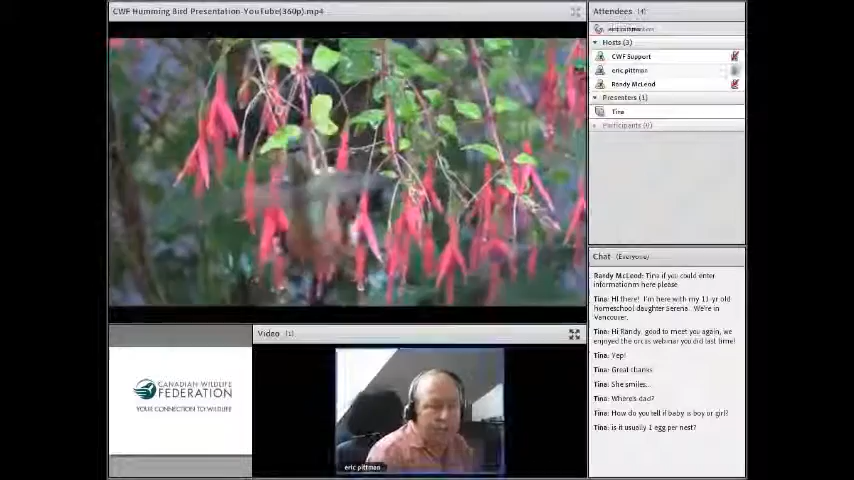 CWF Humming Bird Presentation-YouTube(360p).mp4
Attendees (4)
Hosts (3)
CWF Support
eric pittman
Randy McLeod
Presenters (1)
Tina
Participants (0)
Chat (Everyone)
Randy McLeod: Tina if you could enter
informationm here please
Tina: Hi there! I'm here with my 11-yr old
homeschool daughter Serena. We're in
Vancouver.
Tina: Hi Randy, good to meet you again, we
enjoyed the orcas webinar you did last time!
Tina: Yep!
Tina: Great thanks
Tina: She smiles...
Tina: Where's dad?
Tina: How do you tell if baby is boy or girl?
Tina: is it usually 1 egg per nest?
Video (1)
CANADIAN WILDLIFE
FEDERATION
YOUR CONNECTION TO WILDLIFE
eric pittman